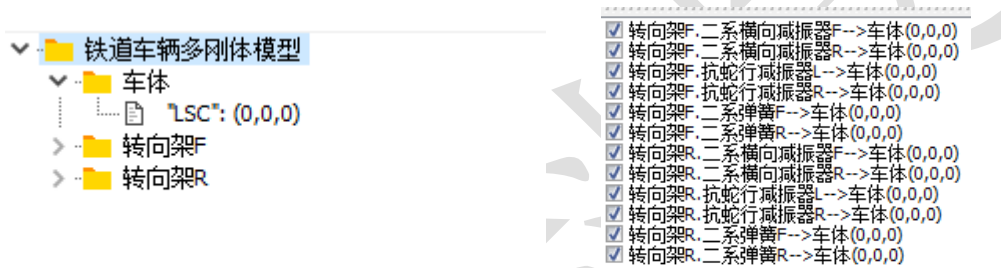 铁道车辆多刚体模型
车体
"LSC": (0,0,0)
转向架F
转向架R
转向架F.二系横向减振器F-->车体(0,0,0)
转向架F.二系横向减振器R-->车体(0,0,0)
转向架F.抗蛇行减振器L-->车体(0,0,0)
转向架F.抗蛇行减振器R-->车体(0,0,0)
转向架F.二系弹簧F-->车体(0,0,0)
转向架F.二系弹簧R-->车体(0,0,0)
转向架R.二系横向减振器F-->车体(0,0,0)
转向架R.二系横向减振器R-->车体(0,0,0)
转向架R.抗蛇行减振器L-->车体(0,0,0)
转向架R.抗蛇行减振器R-->车体(0,0,0)
转向架R.二系弹簧F-->车体(0,0,0)
转向架R.二系弹簧R-->车体(0,0,0)